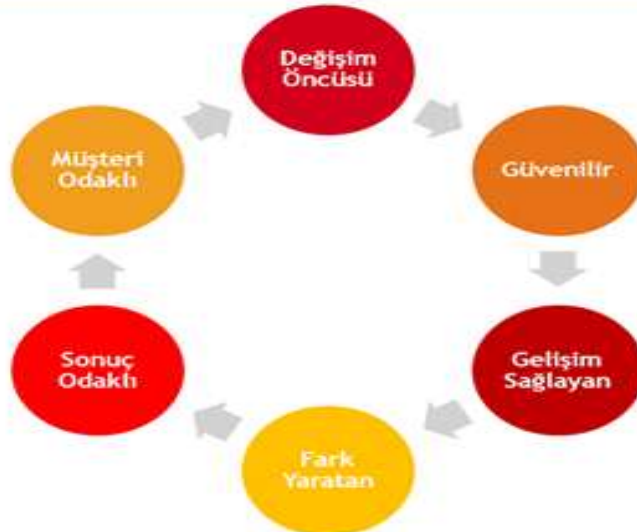 Değişim
Öncüsü
Güvenilir
Gelişim
Sağlayan
Fark
Yaratan
Sonuç
Odaklı
Müşteri
Odaklı